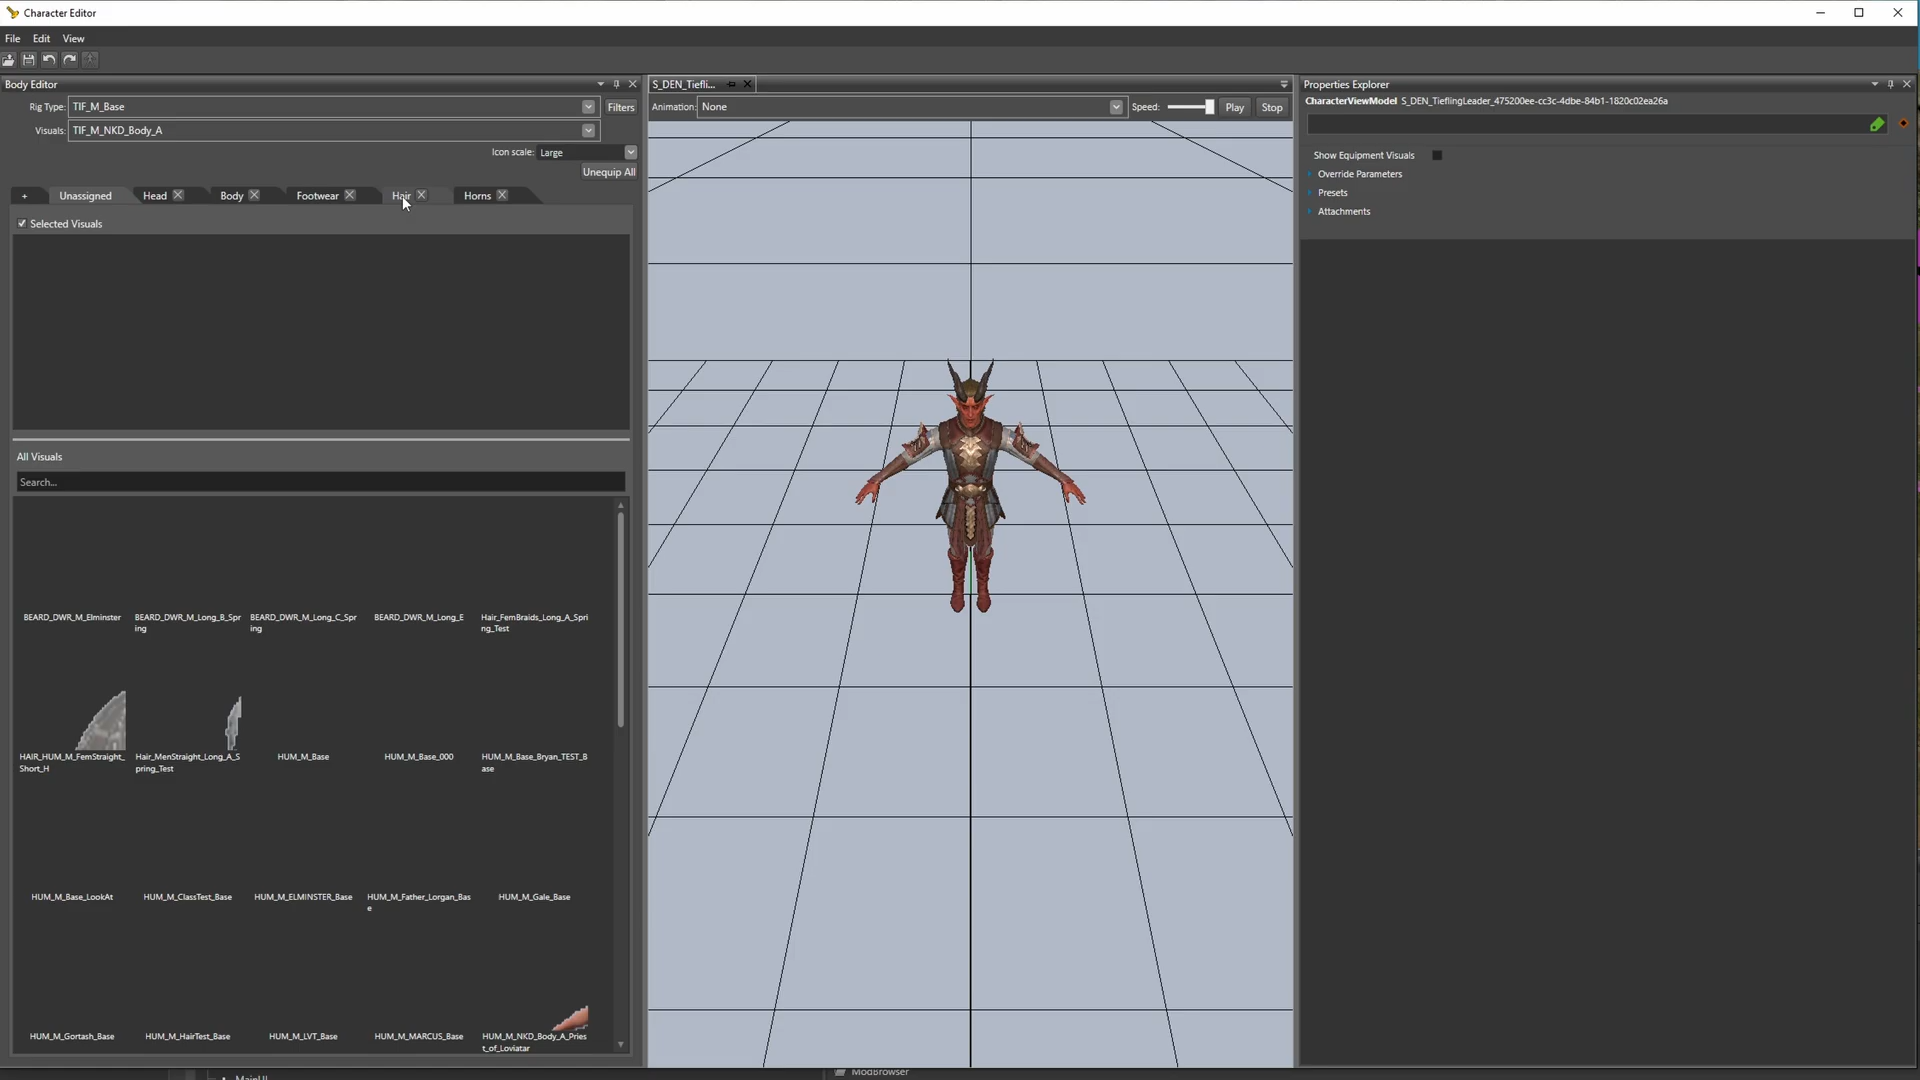 Character Editor
File Edit View
Body Editor
Rig Type: TIF_M_Base Filters
Visuals: TIF_M_NKD_Body_A
Icon scale: Large
Unequip All
+ Unassigned Head Body Footwear Hair Horns
Selected Visuals
All Visuals
Search...
BEARD_DWR_M_Elminster
BEARD_DWR_M_Long_B_Spr
ing
BEARD_DWR_M_Long_C_Spr
ing
BEARD_DWR_M_Long_E
Hair_FemBraids_Long_A_Spri
ng_Test
HAIR_HUM_M_FemStraight_
Short_H
Hair_MenStraight_Long_A_S
pring_Test
HUM_M_Base
HUM_M_Base_000
HUM_M_Base_Bryan_TEST_B
ase
HUM_M_Base_LookAt
HUM_M_ClassTest_Base
HUM_M_ELMINSTER_Base
HUM_M_Father_Lorgan_Bas
e
HUM_M_Gale_Base
HUM_M_Gortash_Base
HUM_M_HairTest_Base
HUM_M_LVT_Base
HUM_M_MARCUS_Base
HUM_M_NKD_Body_A_Pries
t_of_Loviatar
S_DEN_Tiefli...
Animation: None Speed: Play Stop
Properties Explorer
CharacterViewModel S_DEN_TieflingLeader_475200ee-cc3c-4dbe-84b1-1820c02ea26a
Show Equipment Visuals
Override Parameters
Presets
Attachments
MainUI
ModBrowser